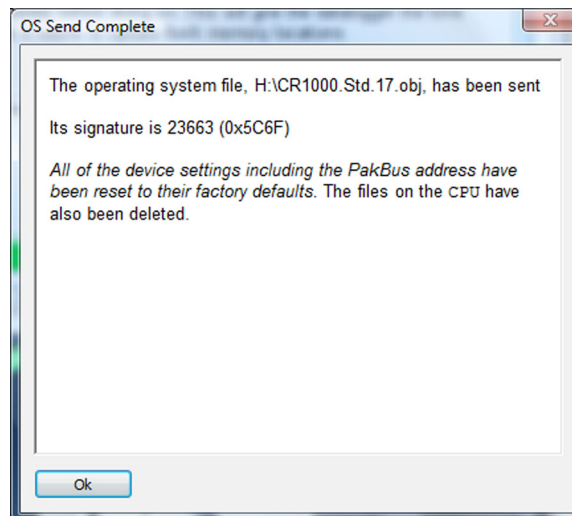 OS Send Complete
The operating system file, H:\CR1000.Std.17.obj, has been sent
Its signature is 23663 (0x5C6F)
All of the device settings including the PakBus address have
been reset to their factory defaults. The files on the CPU have
also been deleted.
Ok